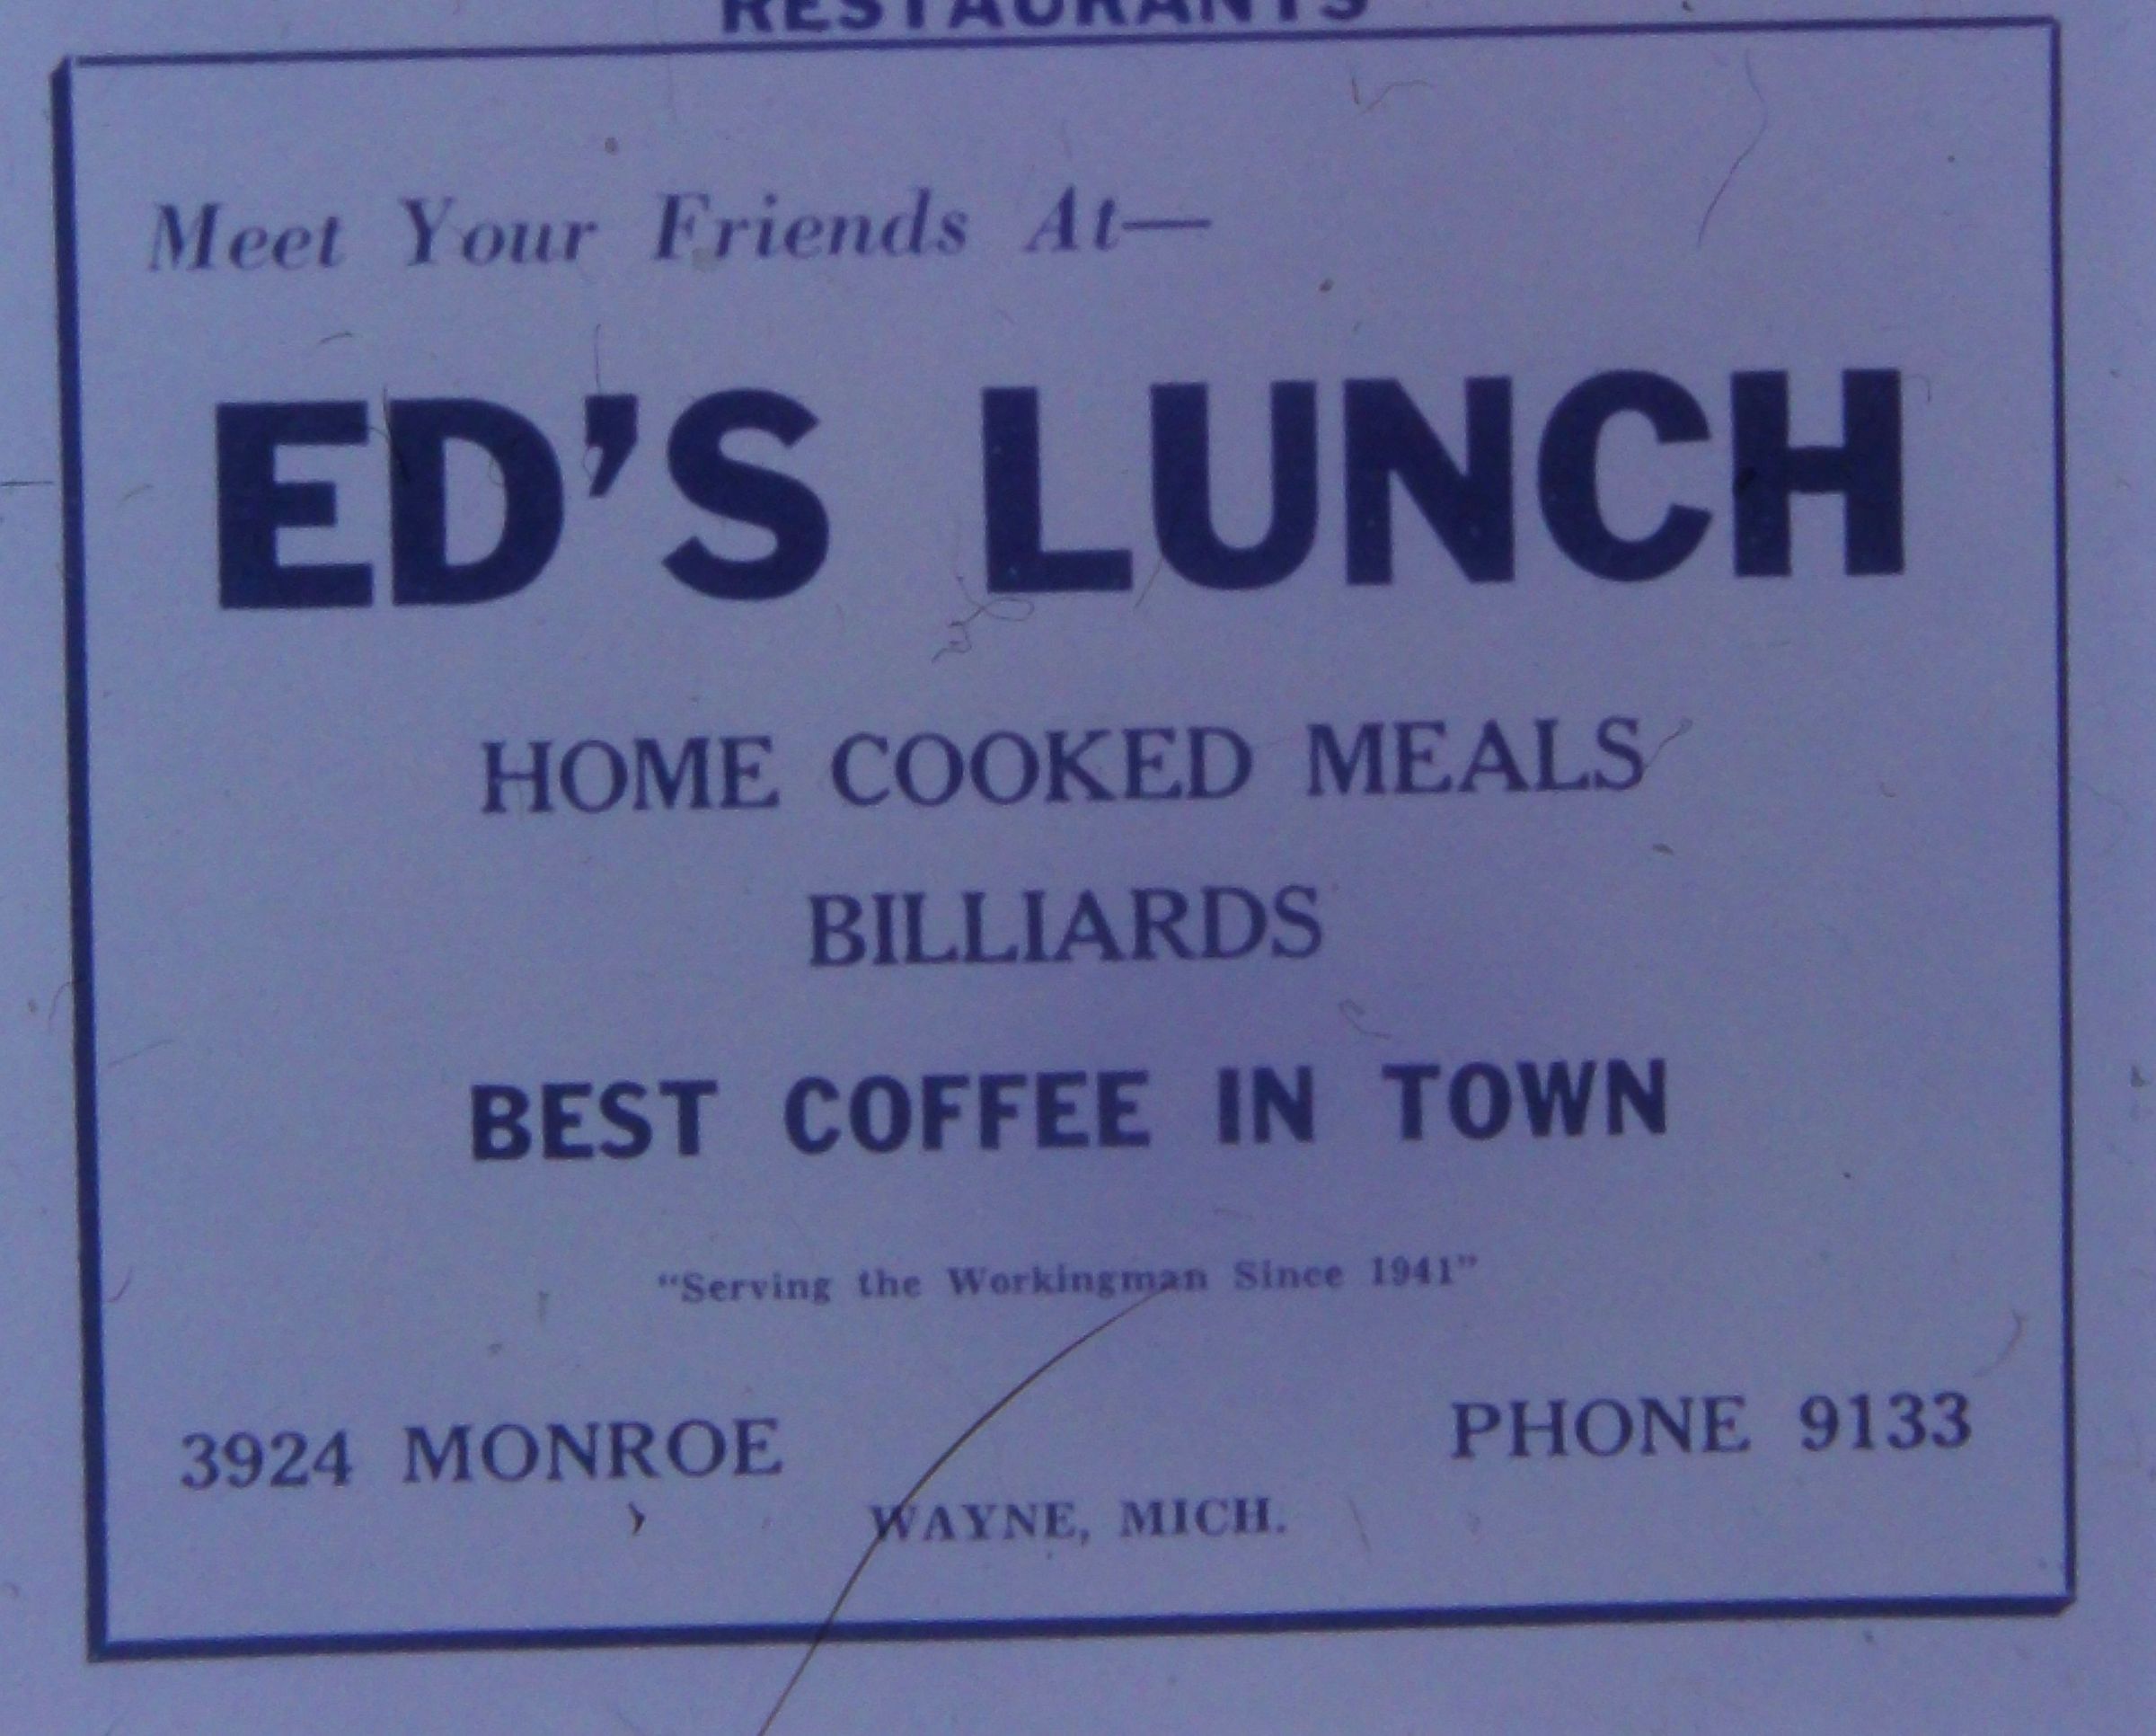 RESTAURANTS
Meet Your Friends At—
ED'S LUNCH
HOME COOKED MEALS
BILLIARDS
BEST COFFEE IN TOWN
“Serving the Workingman Since 1941”
3924 MONROE PHONE 9133
WAYNE, MICH.